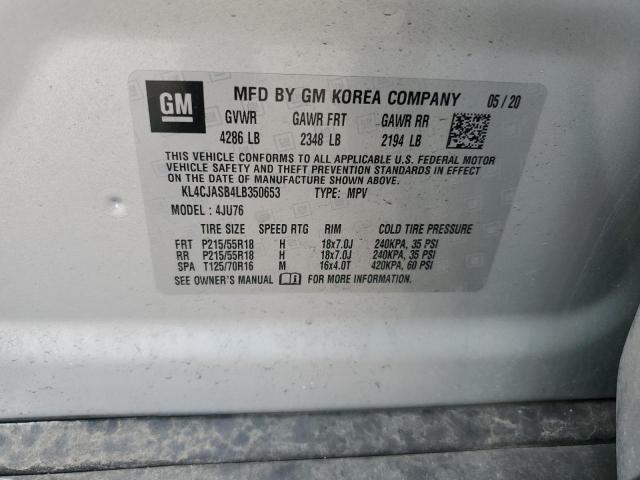 GM MFD BY GM KOREA COMPANY 05/20
GVWR GAWR FRT GAWR RR
4286 LB 2348 LB 2194 LB
THIS VEHICLE CONFORMS TO ALL APPLICABLE U.S. FEDERAL MOTOR
VEHICLE SAFETY AND THEFT PREVENTION STANDARDS IN EFFECT
ON THE DATE OF MANUFACTURE SHOWN ABOVE.
KL4CJASB4LB350653 TYPE: MPV
MODEL : 4JU76
TIRE SIZE SPEED RTG RIM COLD TIRE PRESSURE
FRT P215/55R18 H 18x7.0J 240KPA, 35 PSI
RR P215/55R18 H 18x7.0J 240KPA, 35 PSI
SPA T125/70R16 M 16x4.0T 420KPA, 60 PSI
SEE OWNER'S MANUAL FOR MORE INFORMATION.